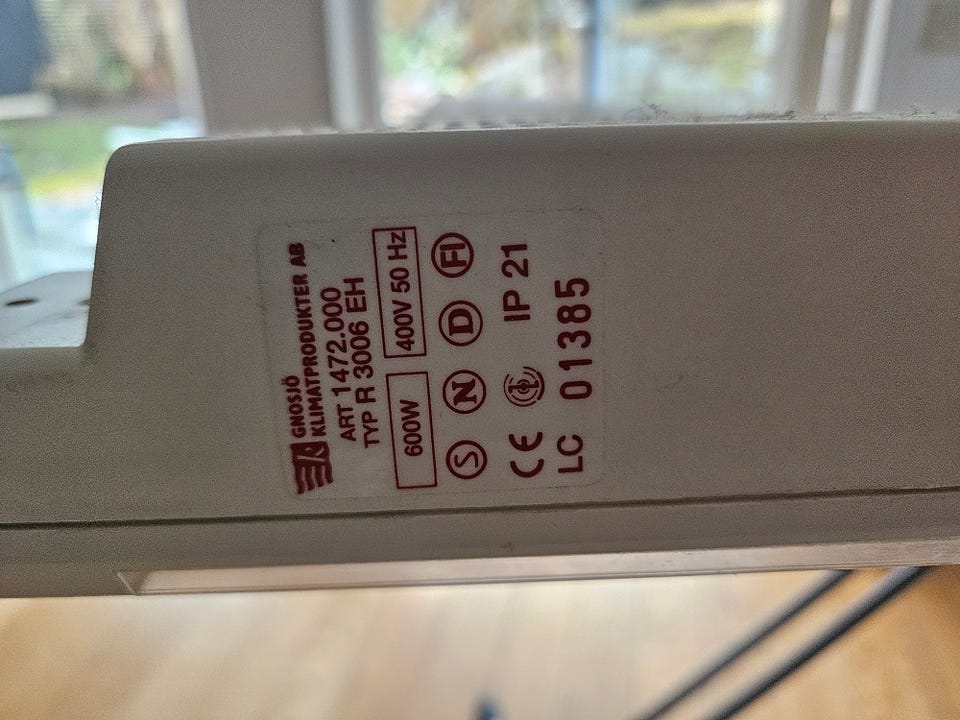 GNOSJÖ
KLIMATPRODUKTER AB
ART 1472.000
TYP R 3006 EH
600W 400V 50 Hz
S N D FI
CE IP 21
LC 01385